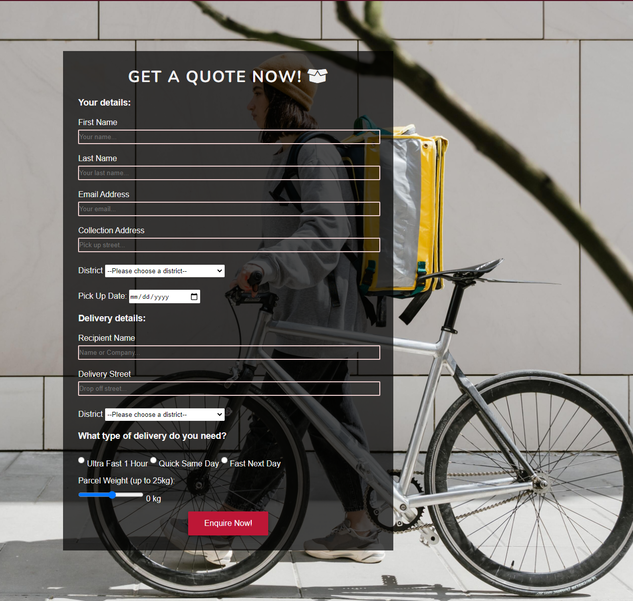 GET A QUOTE NOW!
Your details:
First Name
Your name...
Last Name
Your last name...
Email Address
Your email...
Collection Address
Pick up street...
District --Please choose a district--
Pick Up Date: mm/dd/yyyy
Delivery details:
Recipient Name
Name or Company...
Delivery Street
Drop off street...
District --Please choose a district--
What type of delivery do you need?
Ultra Fast 1 Hour Quick Same Day Fast Next Day
Parcel Weight (up to 25kg):
0 kg
Enquire Now!